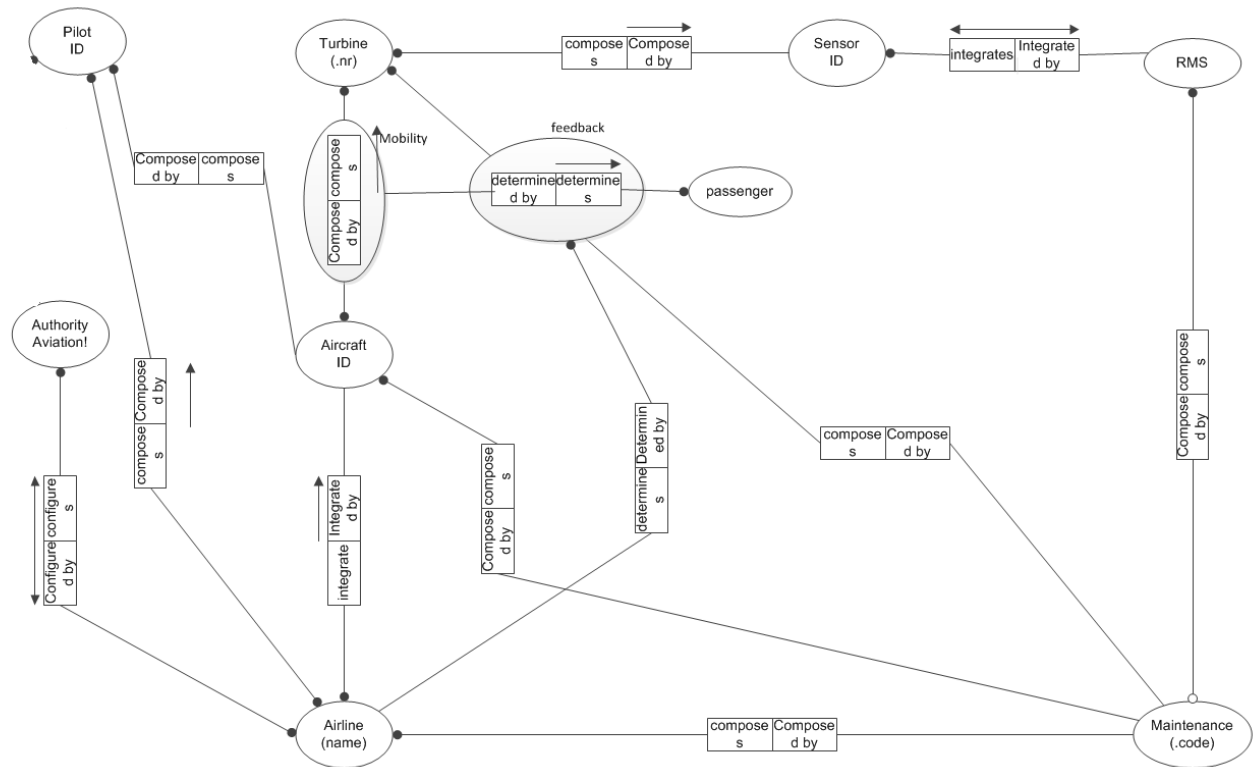 Pilot
ID
Turbine
(.nr)
compose
s
Compose
d by
Sensor
ID
integrates
Integrate
d by
RMS
Mobility
feedback
Compose
d by
compose
s
compose
s
Compose
d by
determine
d by
determine
s
passenger
Authority
Aviation!
Aircraft
ID
Compose
d by
compose
s
configure
s
Configure
d by
Integrate
d by
integrate
compose
s
Compose
d by
Determin
ed by
determine
s
compose
s
Compose
d by
compose
s
Compose
d by
Airline
(name)
compose
s
Compose
d by
Maintenance
(.code)